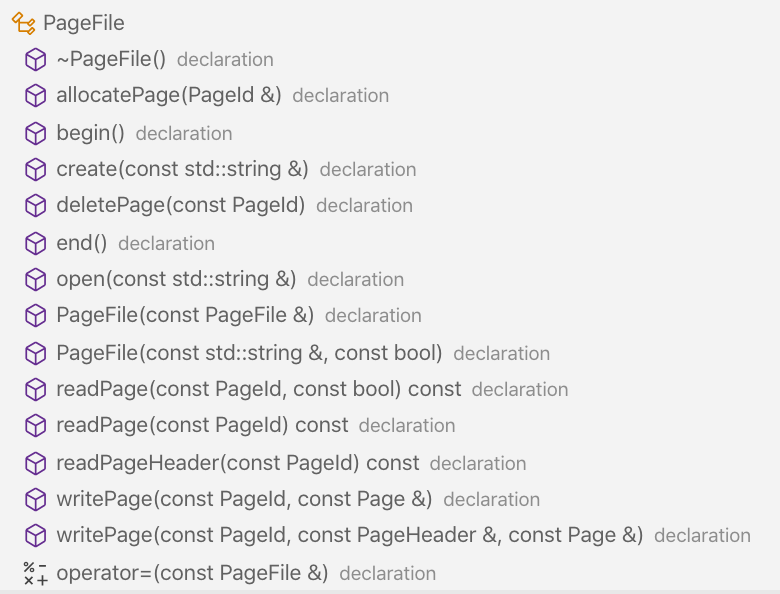 PageFile
~PageFile() declaration
allocatePage(PageId &) declaration
begin() declaration
create(const std::string &) declaration
deletePage(const PageId) declaration
end() declaration
open(const std::string &) declaration
PageFile(const PageFile &) declaration
PageFile(const std::string &, const bool) declaration
readPage(const PageId, const bool) const declaration
readPage(const PageId) const declaration
readPageHeader(const PageId) const declaration
writePage(const PageId, const Page &) declaration
writePage(const PageId, const PageHeader &, const Page &) declaration
operator=(const PageFile &) declaration